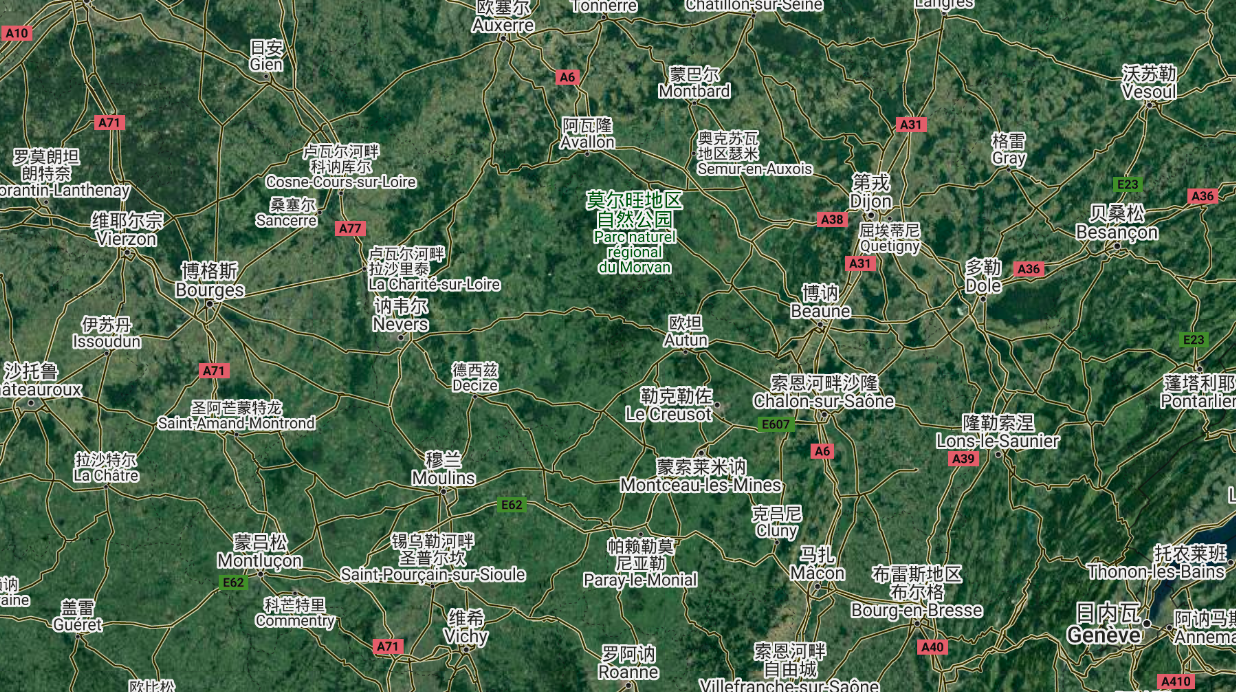 欧塞尔
Auxerre
Tonnerre
Châtillon-sur-Seine
Langres
A10
日安
Gien
A6
蒙巴尔
Montbard
沃苏勒
Vesoul
A71
阿瓦隆
Avallon
A31
奥克苏瓦
地区瑟米
Semur-en-Auxois
格雷
Gray
罗莫朗坦
朗特奈
orantin-Lanthenay
卢瓦尔河畔
科讷库尔
Cosne-Cours-sur-Loire
E23
A36
桑塞尔
Sancerre
莫尔旺地区
自然公园
Parc naturel
régional
du Morvan
第戎
Dijon
A38
贝桑松
Besançon
维耶尔宗
Vierzon
A77
屈埃蒂尼
Quetigny
卢瓦尔河畔
拉沙里泰
La Charité-sur-Loire
A31
多勒
Dole
A36
博格斯
Bourges
博讷
Beaune
讷韦尔
Nevers
伊苏丹
Issoudun
欧坦
Autun
E23
沙托鲁
âteauroux
A71
德西兹
Decize
勒克勒佐
Le Creusot
索恩河畔沙隆
Chalon-sur-Saône
蓬塔利耶
Pontarlier
圣阿芒蒙特龙
Saint-Amand-Montrond
E607
隆勒索涅
Lons-le-Saunier
A6
A39
拉沙特尔
La Châtre
穆兰
Moulins
蒙索莱米讷
Montceau-les-Mines
E62
克吕尼
Cluny
蒙吕松
Montluçon
锡乌勒河畔
圣普尔坎
Saint-Pourçain-sur-Sioule
帕赖勒莫
尼亚勒
Paray-le-Monial
马孔
Mâcon
布雷斯地区
布尔格
Bourg-en-Bresse
托农莱班
Thonon-les-Bains
E62
盖雷
Guéret
科芒特里
Commentry
维希
Vichy
日内瓦
Genève
阿讷马斯
Annema
A71
罗阿讷
Roanne
索恩河畔
自由城
Villefranche-sur-Saône
A40
A410
欧比松